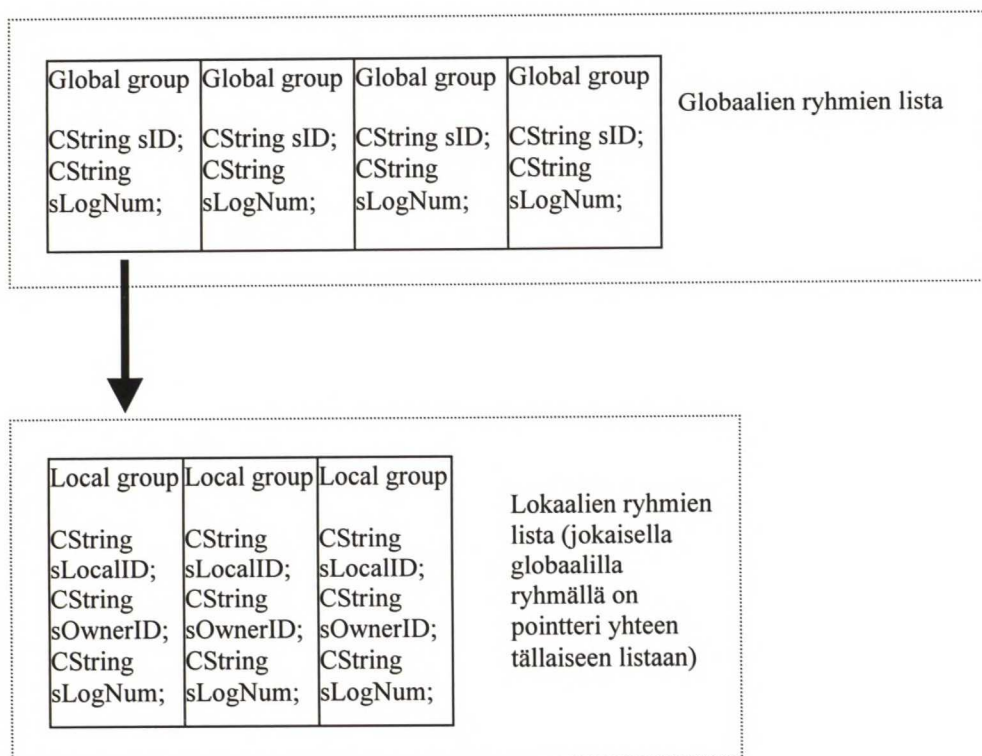 Global group Global group Global group Global group
CString sID; CString sID; CString sID; CString sID;
CString CString CString CString
sLogNum; sLogNum; sLogNum; sLogNum;
Globaalien ryhmien lista
Local group Local group Local group
CString CString CString
sLocalID; sLocalID; sLocalID;
CString CString CString
sOwnerID; sOwnerID; sOwnerID;
CString CString CString
sLogNum; sLogNum; sLogNum;
Lokaalien ryhmien
lista (jokaisella
globaalilla
ryhmällä on
pointteri yhteen
tällaiseen listaan)